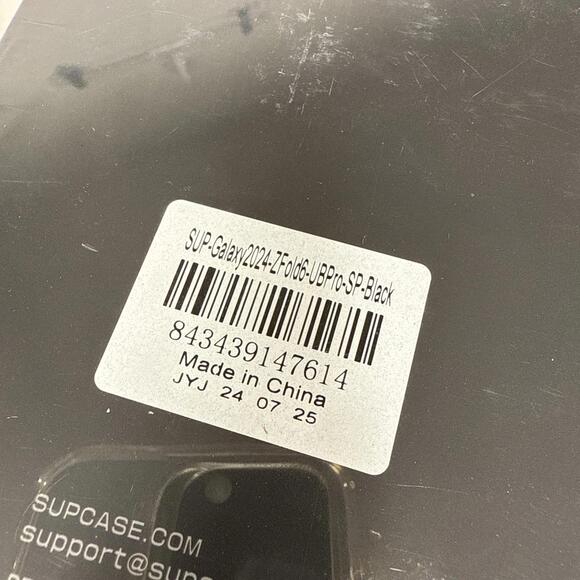 SUP-Galaxy2024-ZFold6-UBPro-SP-Black
843439147614
Made in China
JYJ 24 07 25
SUPCASE.COM